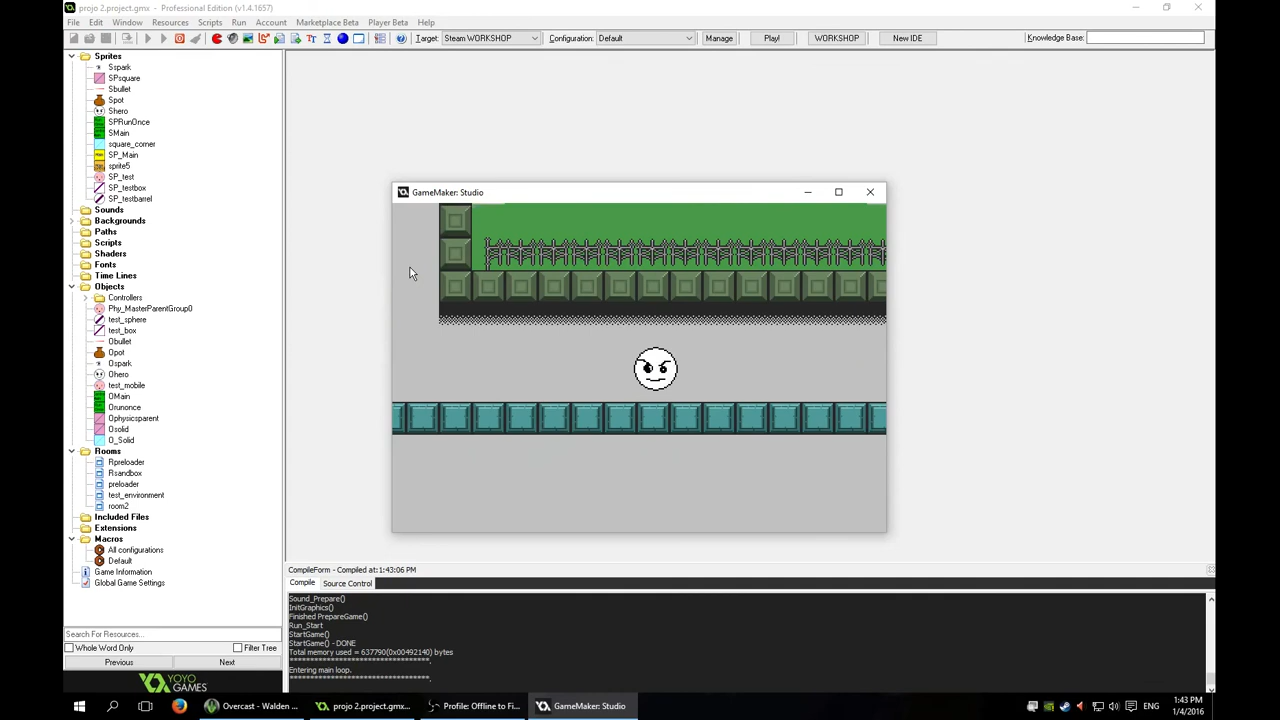 projo 2.project.gmx - Professional Edition (v1.4.1657)
File Edit Window Resources Scripts Run Account Marketplace Beta Player Beta Help
Target: Steam WORKSHOP Configuration: Default Manage Play! WORKSHOP New IDE Knowledge Base:
Sprites
Sspark
SPsquare
Sbullet
Spot
Shero
SPRunOnce
SMain
square_corner
SP_Main
sprite5
SP_test
SP_testbox
SP_testbarrel
Sounds
Backgrounds
Paths
Scripts
Shaders
Fonts
Time Lines
Objects
Controllers
Phy_MasterParentGroup0
test_sphere
test_box
Obullet
Opot
Ospark
Ohero
test_mobile
OMain
Orunonce
Ophysicsparent
Osolid
O_Solid
Rooms
Rpreloader
Rsandbox
preloader
test_environment
room2
Included Files
Extensions
Macros
All configurations
Default
Game Information
Global Game Settings
Search For Resources...
Whole Word Only Filter Tree
Previous Next
YOYO
GAMES
GameMaker: Studio
CompileForm - Compiled at:1:43:06 PM
Compile Source Control
Sound_Prepare()
InitGraphics()
Finished PrepareGame()
Run_Start
StartGame()
StartGame() - DONE
Total memory used = 637790(0x00492140) bytes
**********************************.
Entering main loop.
**********************************.
Overcast - Walden ... projo 2.project.gmx... Profile: Offline to Fi... GameMaker: Studio ENG 1:43 PM
1/4/2016